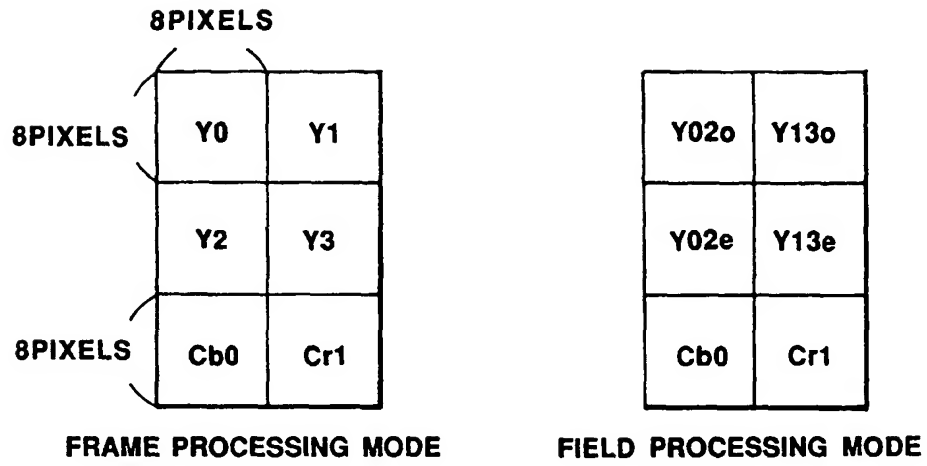 8PIXELS
8PIXELS
Y0 Y1
Y02o Y13o
Y2 Y3
Y02e Y13e
8PIXELS
Cb0 Cr1
Cb0 Cr1
FRAME PROCESSING MODE
FIELD PROCESSING MODE